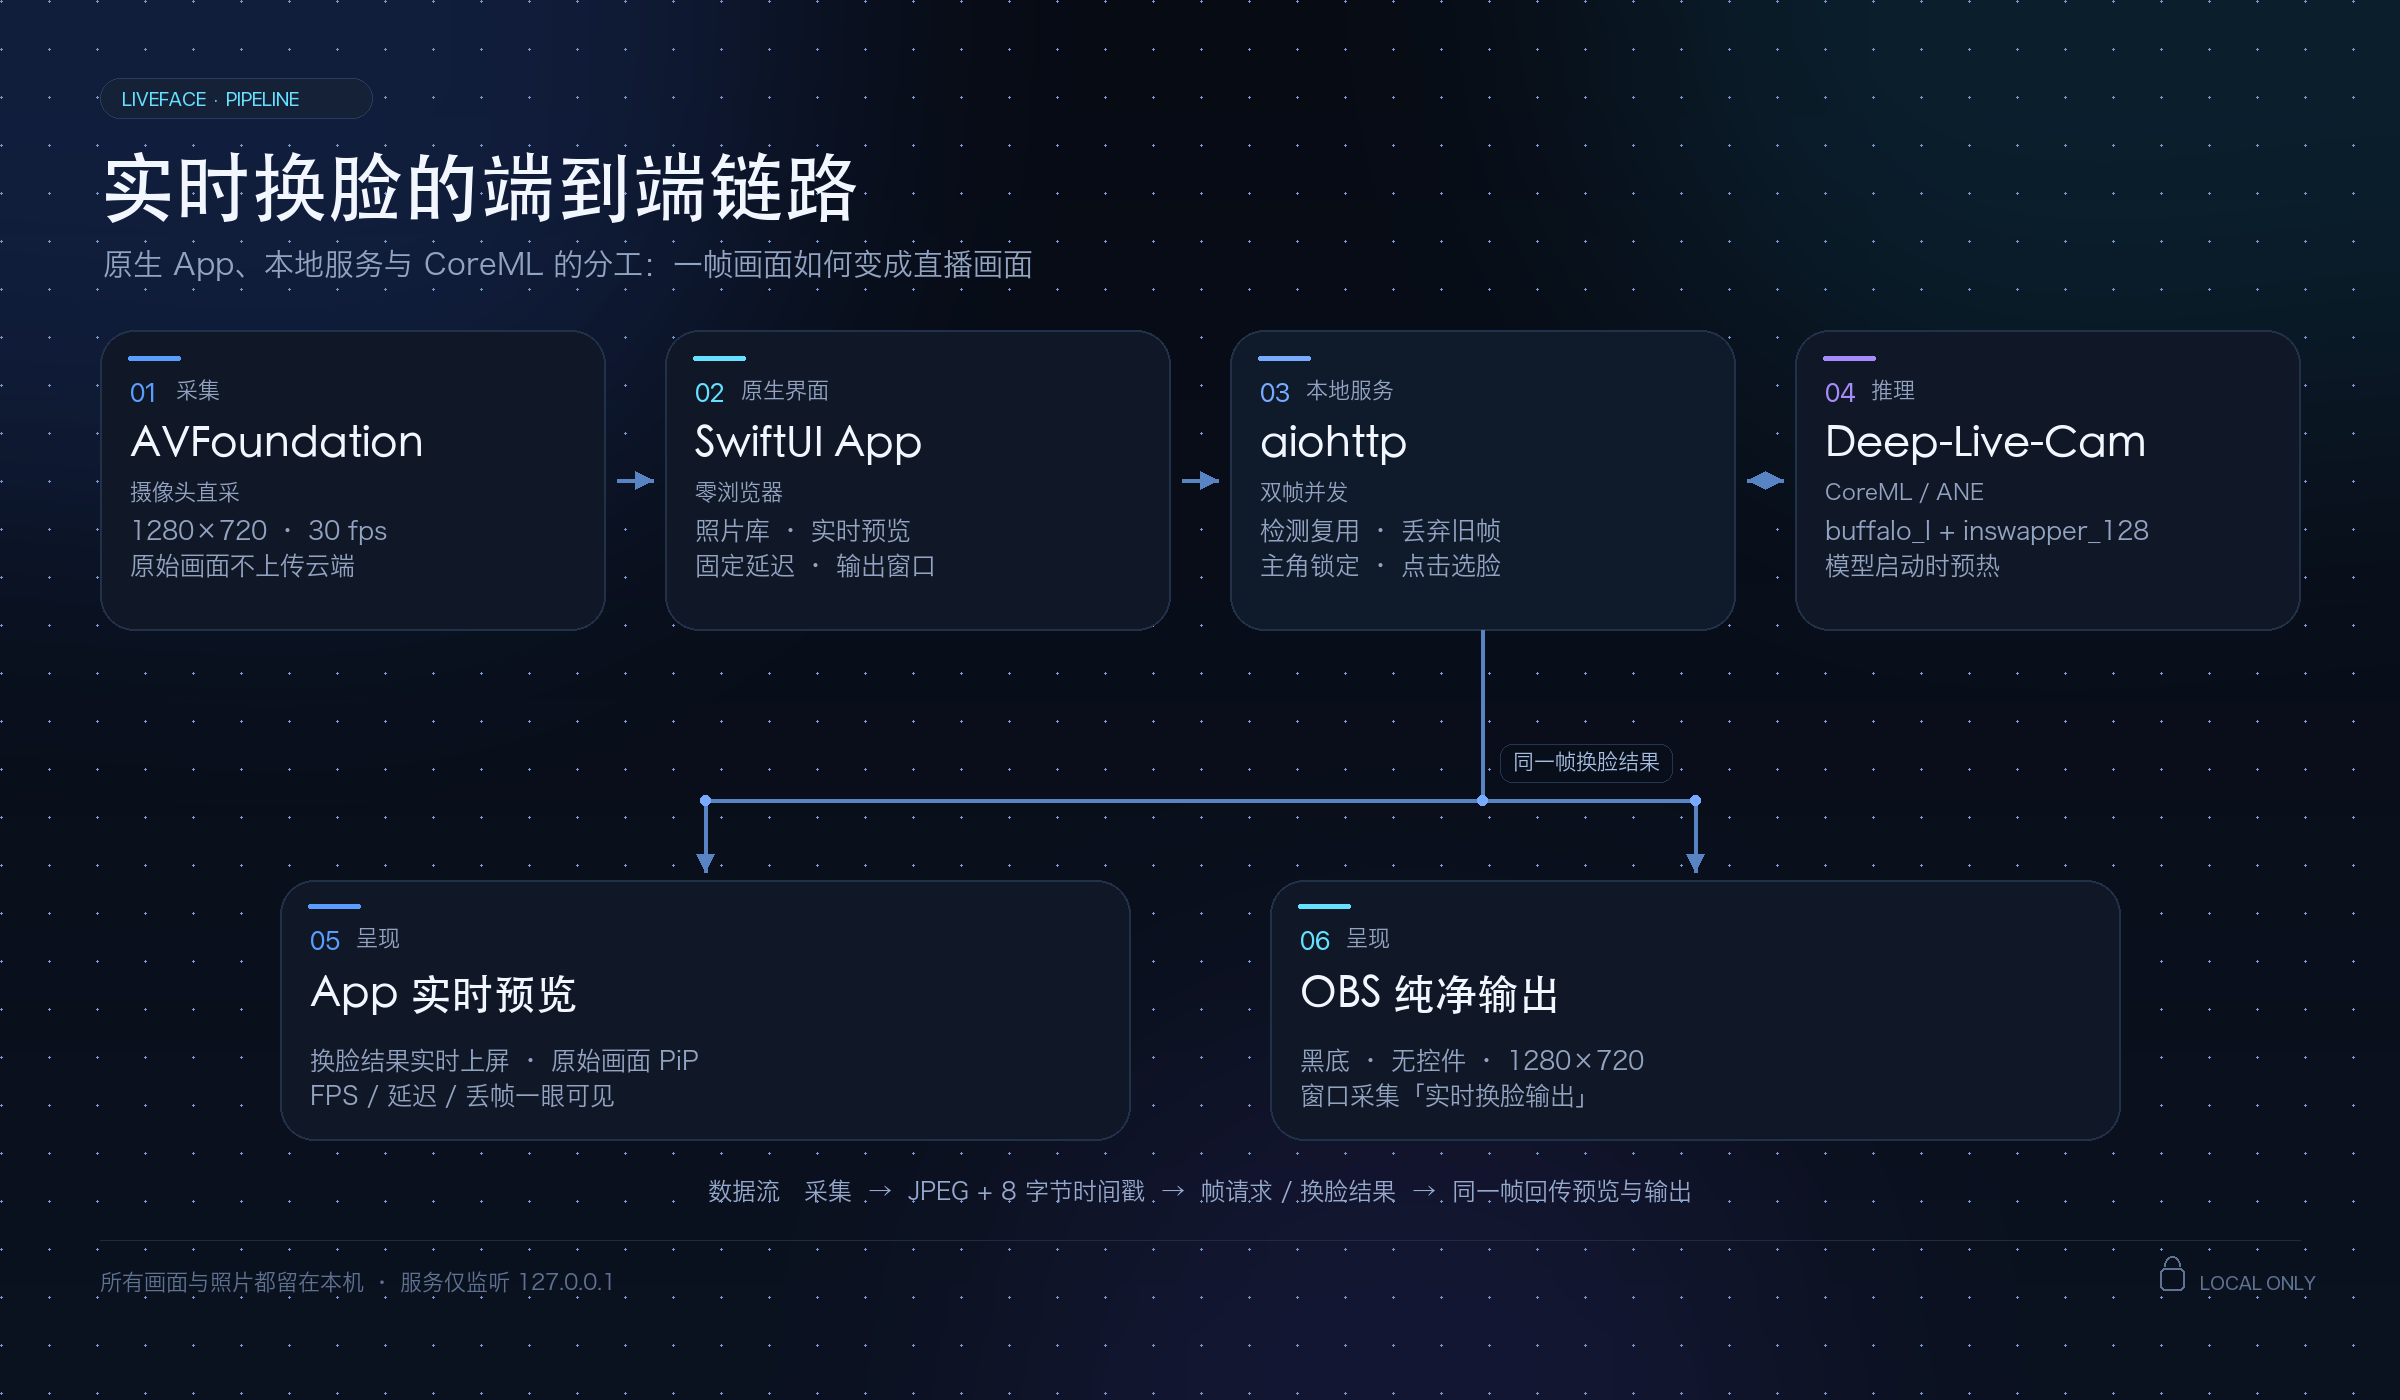 LIVEFACE · PIPELINE
实时换脸的端到端链路
原生 App、本地服务与 CoreML 的分工：一帧画面如何变成直播画面
01 采集
AVFoundation
摄像头直采
1280×720 · 30 fps
原始画面不上传云端
02 原生界面
SwiftUI App
零浏览器
照片库 · 实时预览
固定延迟 · 输出窗口
03 本地服务
aiohttp
双帧并发
检测复用 · 丢弃旧帧
主角锁定 · 点击选脸
04 推理
Deep-Live-Cam
CoreML / ANE
buffalo_l + inswapper_128
模型启动时预热
同一帧换脸结果
05 呈现
App 实时预览
换脸结果实时上屏 · 原始画面 PiP
FPS / 延迟 / 丢帧一眼可见
06 呈现
OBS 纯净输出
黑底 · 无控件 · 1280×720
窗口采集「实时换脸输出」
数据流 采集 → JPEG + 8 字节时间戳 → 帧请求 / 换脸结果 → 同一帧回传预览与输出
所有画面与照片都留在本机 · 服务仅监听 127.0.0.1
LOCAL ONLY